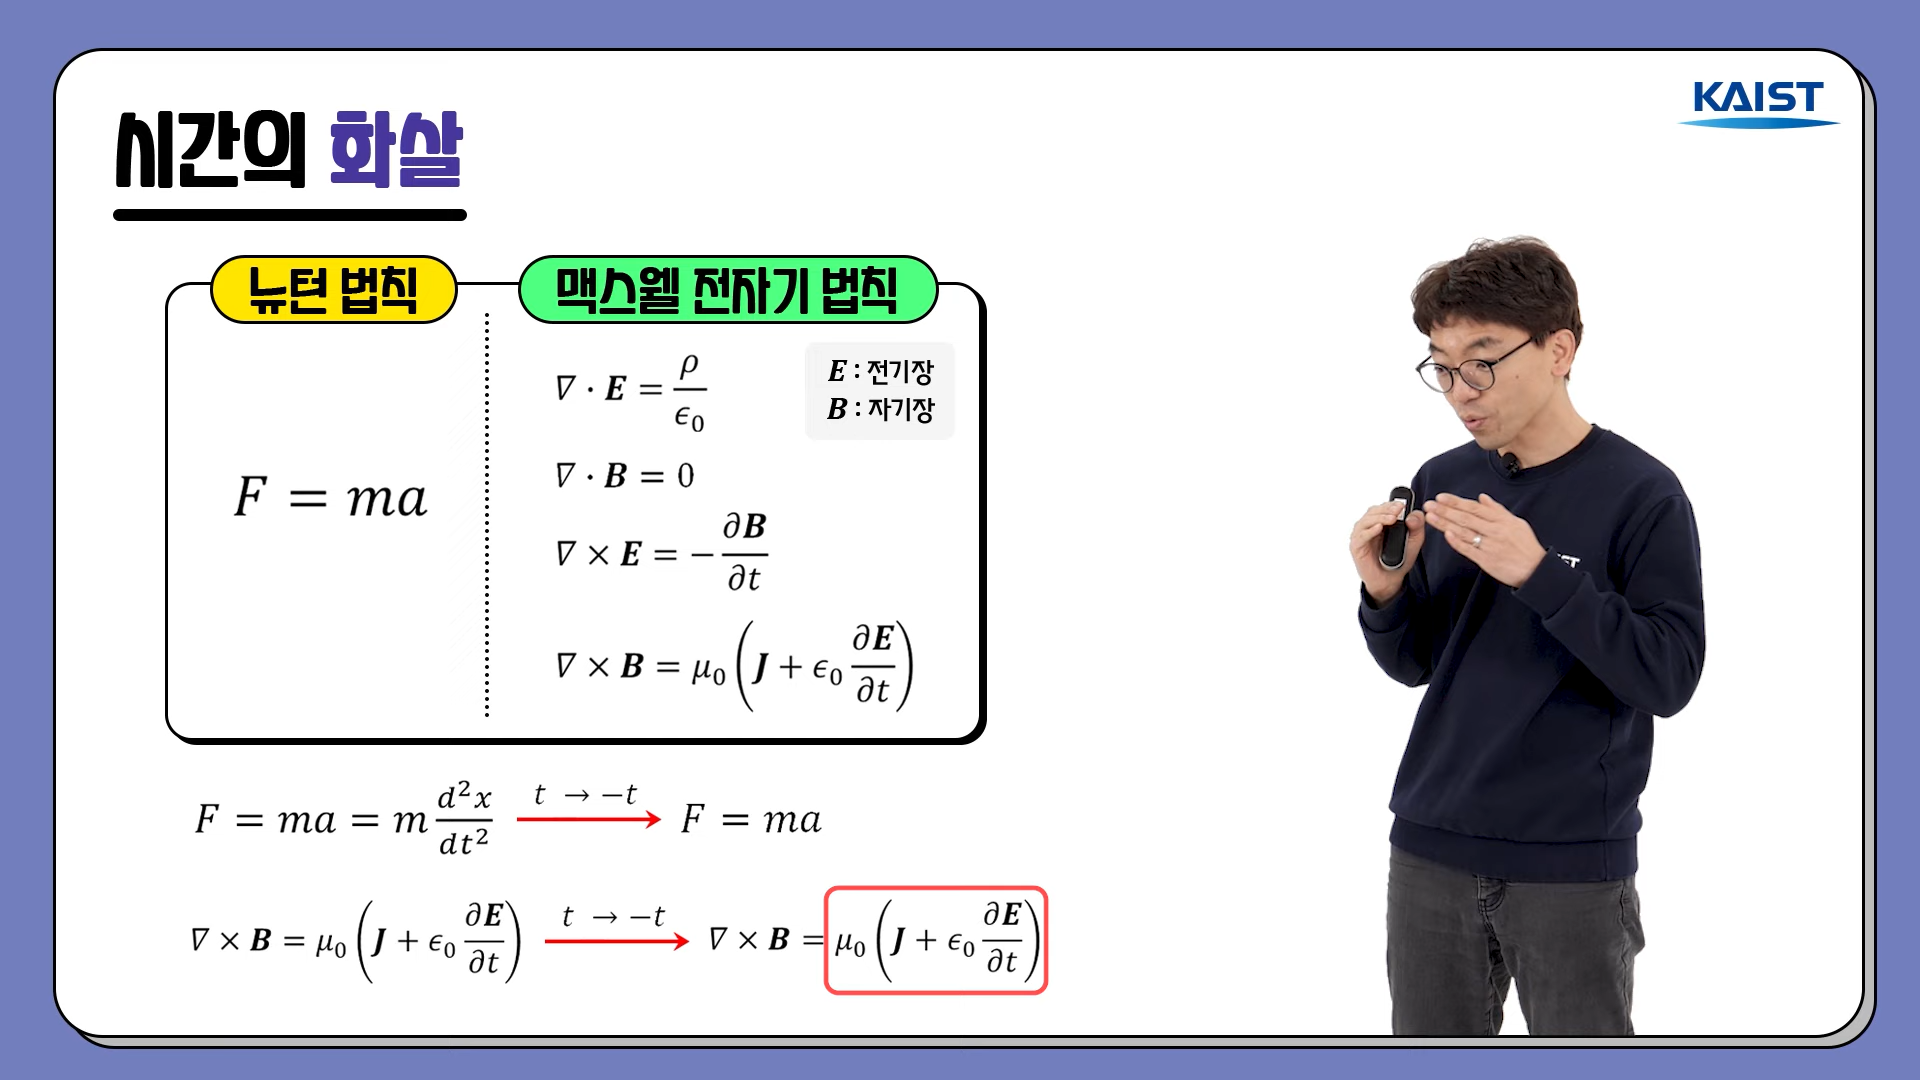 KAIST
시간의 화살
뉴턴 법칙
맥스웰 전자기 법칙
F = ma
∇ · E = ρ/ϵ₀
E : 전기장
B : 자기장
∇ · B = 0
∇ × E = −∂B/∂t
∇ × B = μ₀(J + ϵ₀ ∂E/∂t)
F = ma = m d²x/dt² t → −t F = ma
∇ × B = μ₀(J + ϵ₀ ∂E/∂t) t → −t ∇ × B = μ₀(J + ϵ₀ ∂E/∂t)